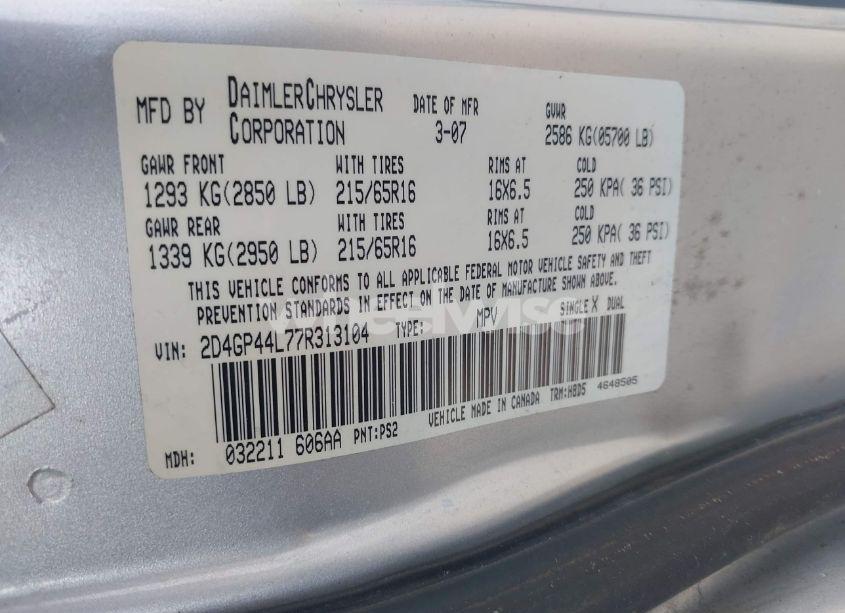 MFD BY DAIMLERCHRYSLER CORPORATION DATE OF MFR 3-07 GVWR 2586 KG(05700 LB)
GAWR FRONT WITH TIRES RIMS AT COLD
1293 KG(2850 LB) 215/65R16 16X6.5 250 KPA( 36 PSI)
GAWR REAR WITH TIRES RIMS AT COLD
1339 KG(2950 LB) 215/65R16 16X6.5 250 KPA( 36 PSI)
THIS VEHICLE CONFORMS TO ALL APPLICABLE FEDERAL MOTOR VEHICLE SAFETY AND THEFT
PREVENTION STANDARDS IN EFFECT ON THE DATE OF MANUFACTURE SHOWN ABOVE.
VIN: 2D4GP44L77R313104 TYPE: MPV SINGLE X DUAL
MDH: 032211 606AA PNT:PS2 VEHICLE MADE IN CANADA TRM:H8D5 4648505